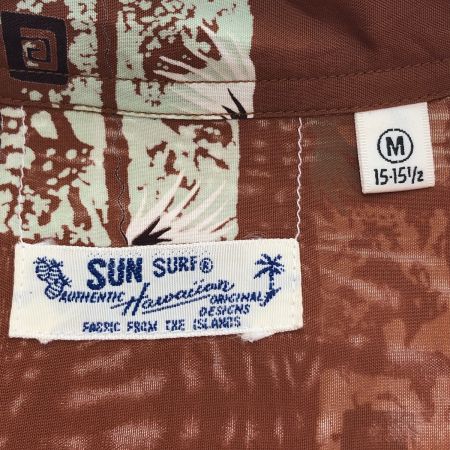 M
15-15½
SUN SURF®
AUTHENTIC Hawaiian ORIGINAL
DESIGNS
FABRIC FROM THE ISLANDS